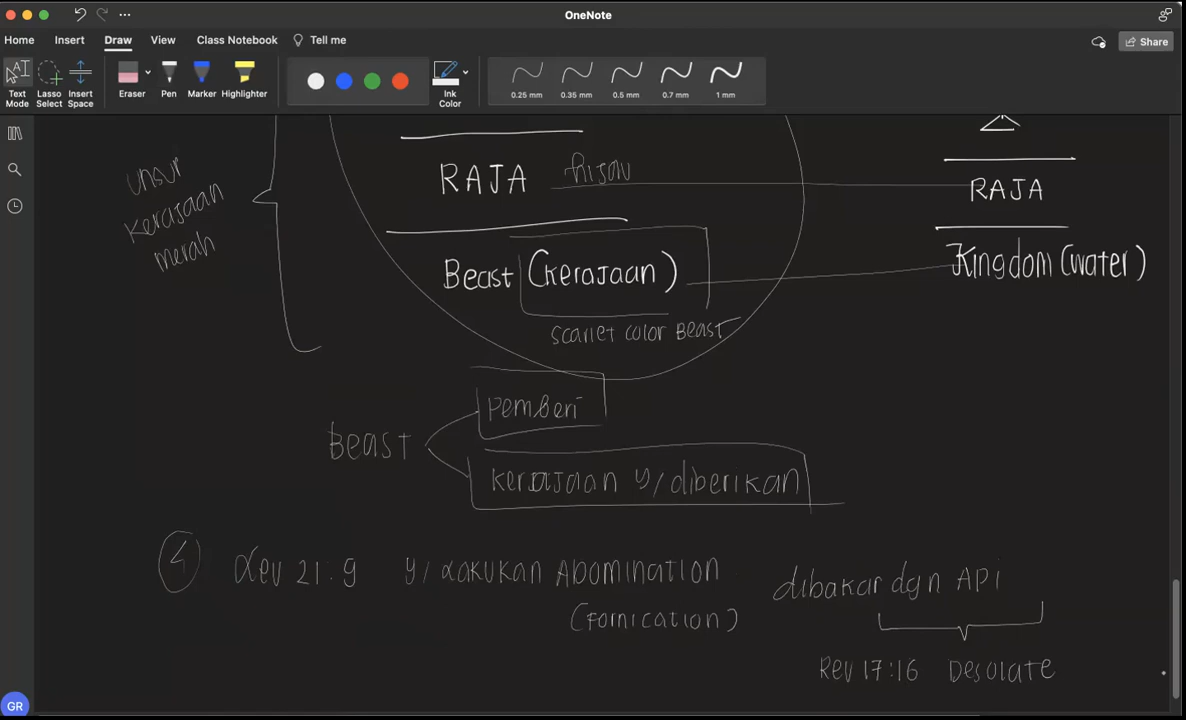 OneNote
Home Insert Draw View Class Notebook Tell me
Share
Text Mode
Lasso Select
Insert Space
Eraser
Pen
Marker
Highlighter
Ink Color
0.25 mm 0.35 mm 0.5 mm 0.7 mm 1 mm
unsur
kerajaan
merah
RAJA
RAJA
Beast (kerajaan)
Kingdom (water)
scarlet color Beast
Beast
Pemberi
kerajaan y/diberikan
4 Rev 21:9 y/ lakukan Abomination
(Fornication)
dibakar dgn Api
Rev 17:16 Desolate
GR